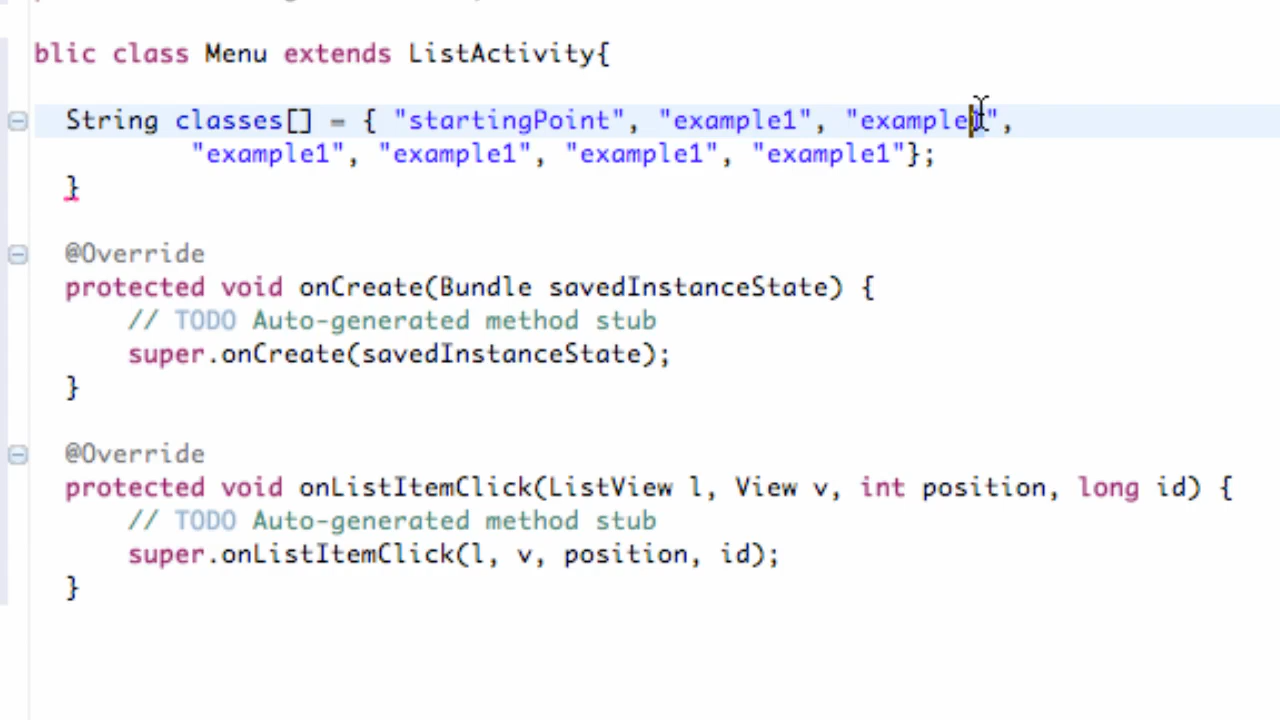 blic class Menu extends ListActivity{
String classes[] = { "startingPoint", "example1", "example1",
"example1", "example1", "example1", "example1"};
}
@Override
protected void onCreate(Bundle savedInstanceState) {
// TODO Auto-generated method stub
super.onCreate(savedInstanceState);
}
@Override
protected void onListItemClick(ListView l, View v, int position, long id) {
// TODO Auto-generated method stub
super.onListItemClick(l, v, position, id);
}